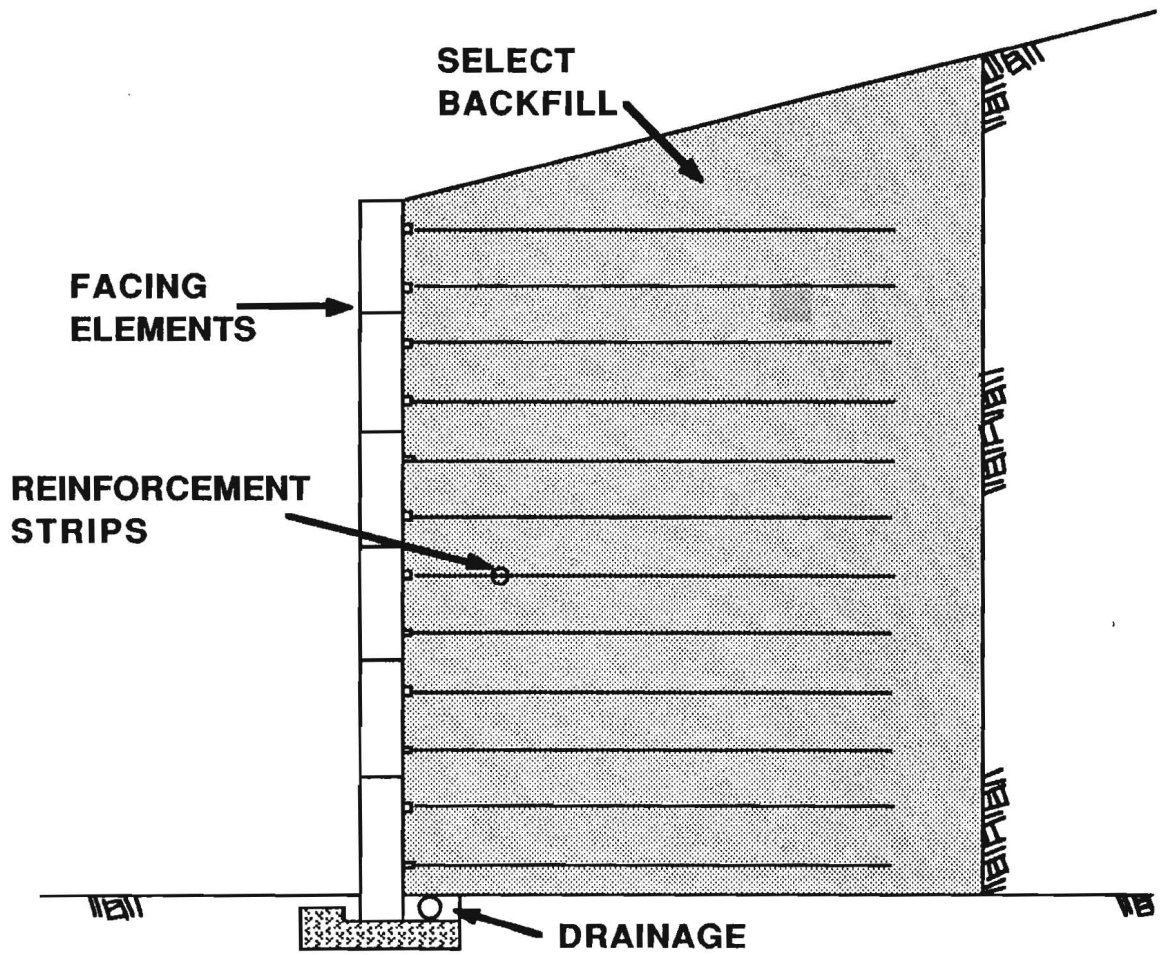 SELECT
BACKFILL
FACING
ELEMENTS
REINFORCEMENT
STRIPS
DRAINAGE